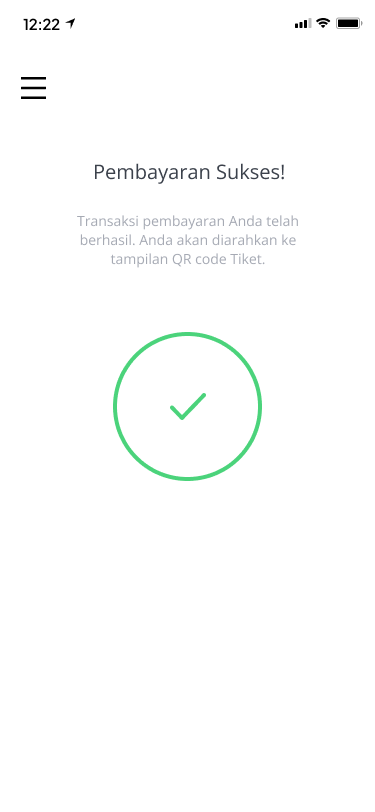 12:22
Pembayaran Sukses!
Transaksi pembayaran Anda telah
berhasil. Anda akan diarahkan ke
tampilan QR code Tiket.